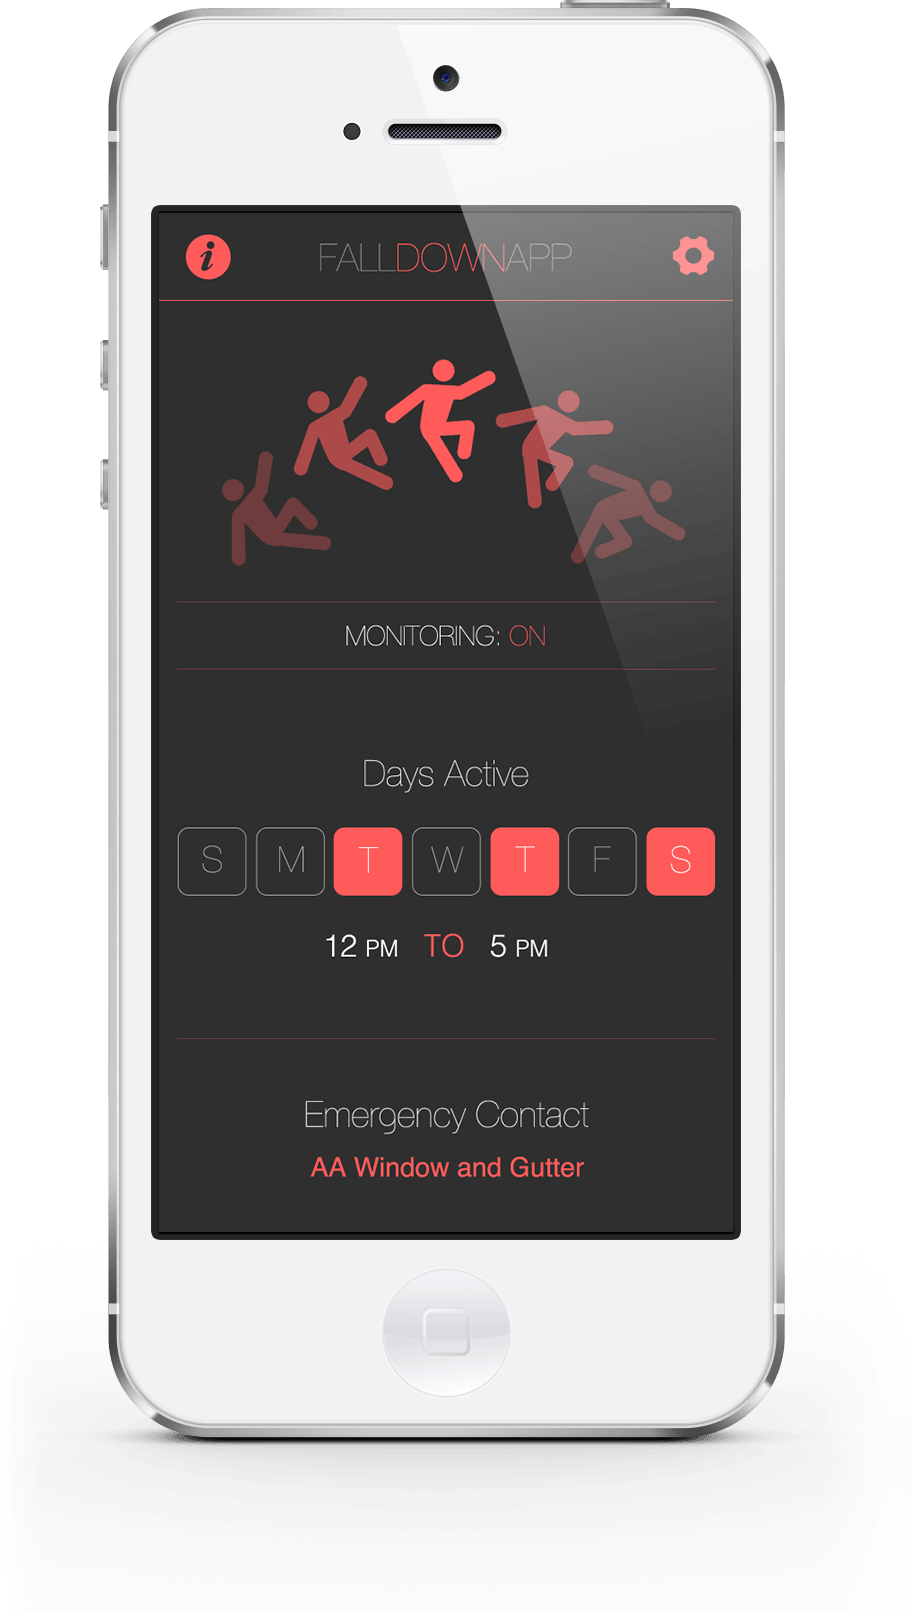 i FALLDOWNAPP
MONITORING: ON
Days Active
S M T W T F S
12 PM TO 5 PM
Emergency Contact
AA Window and Gutter